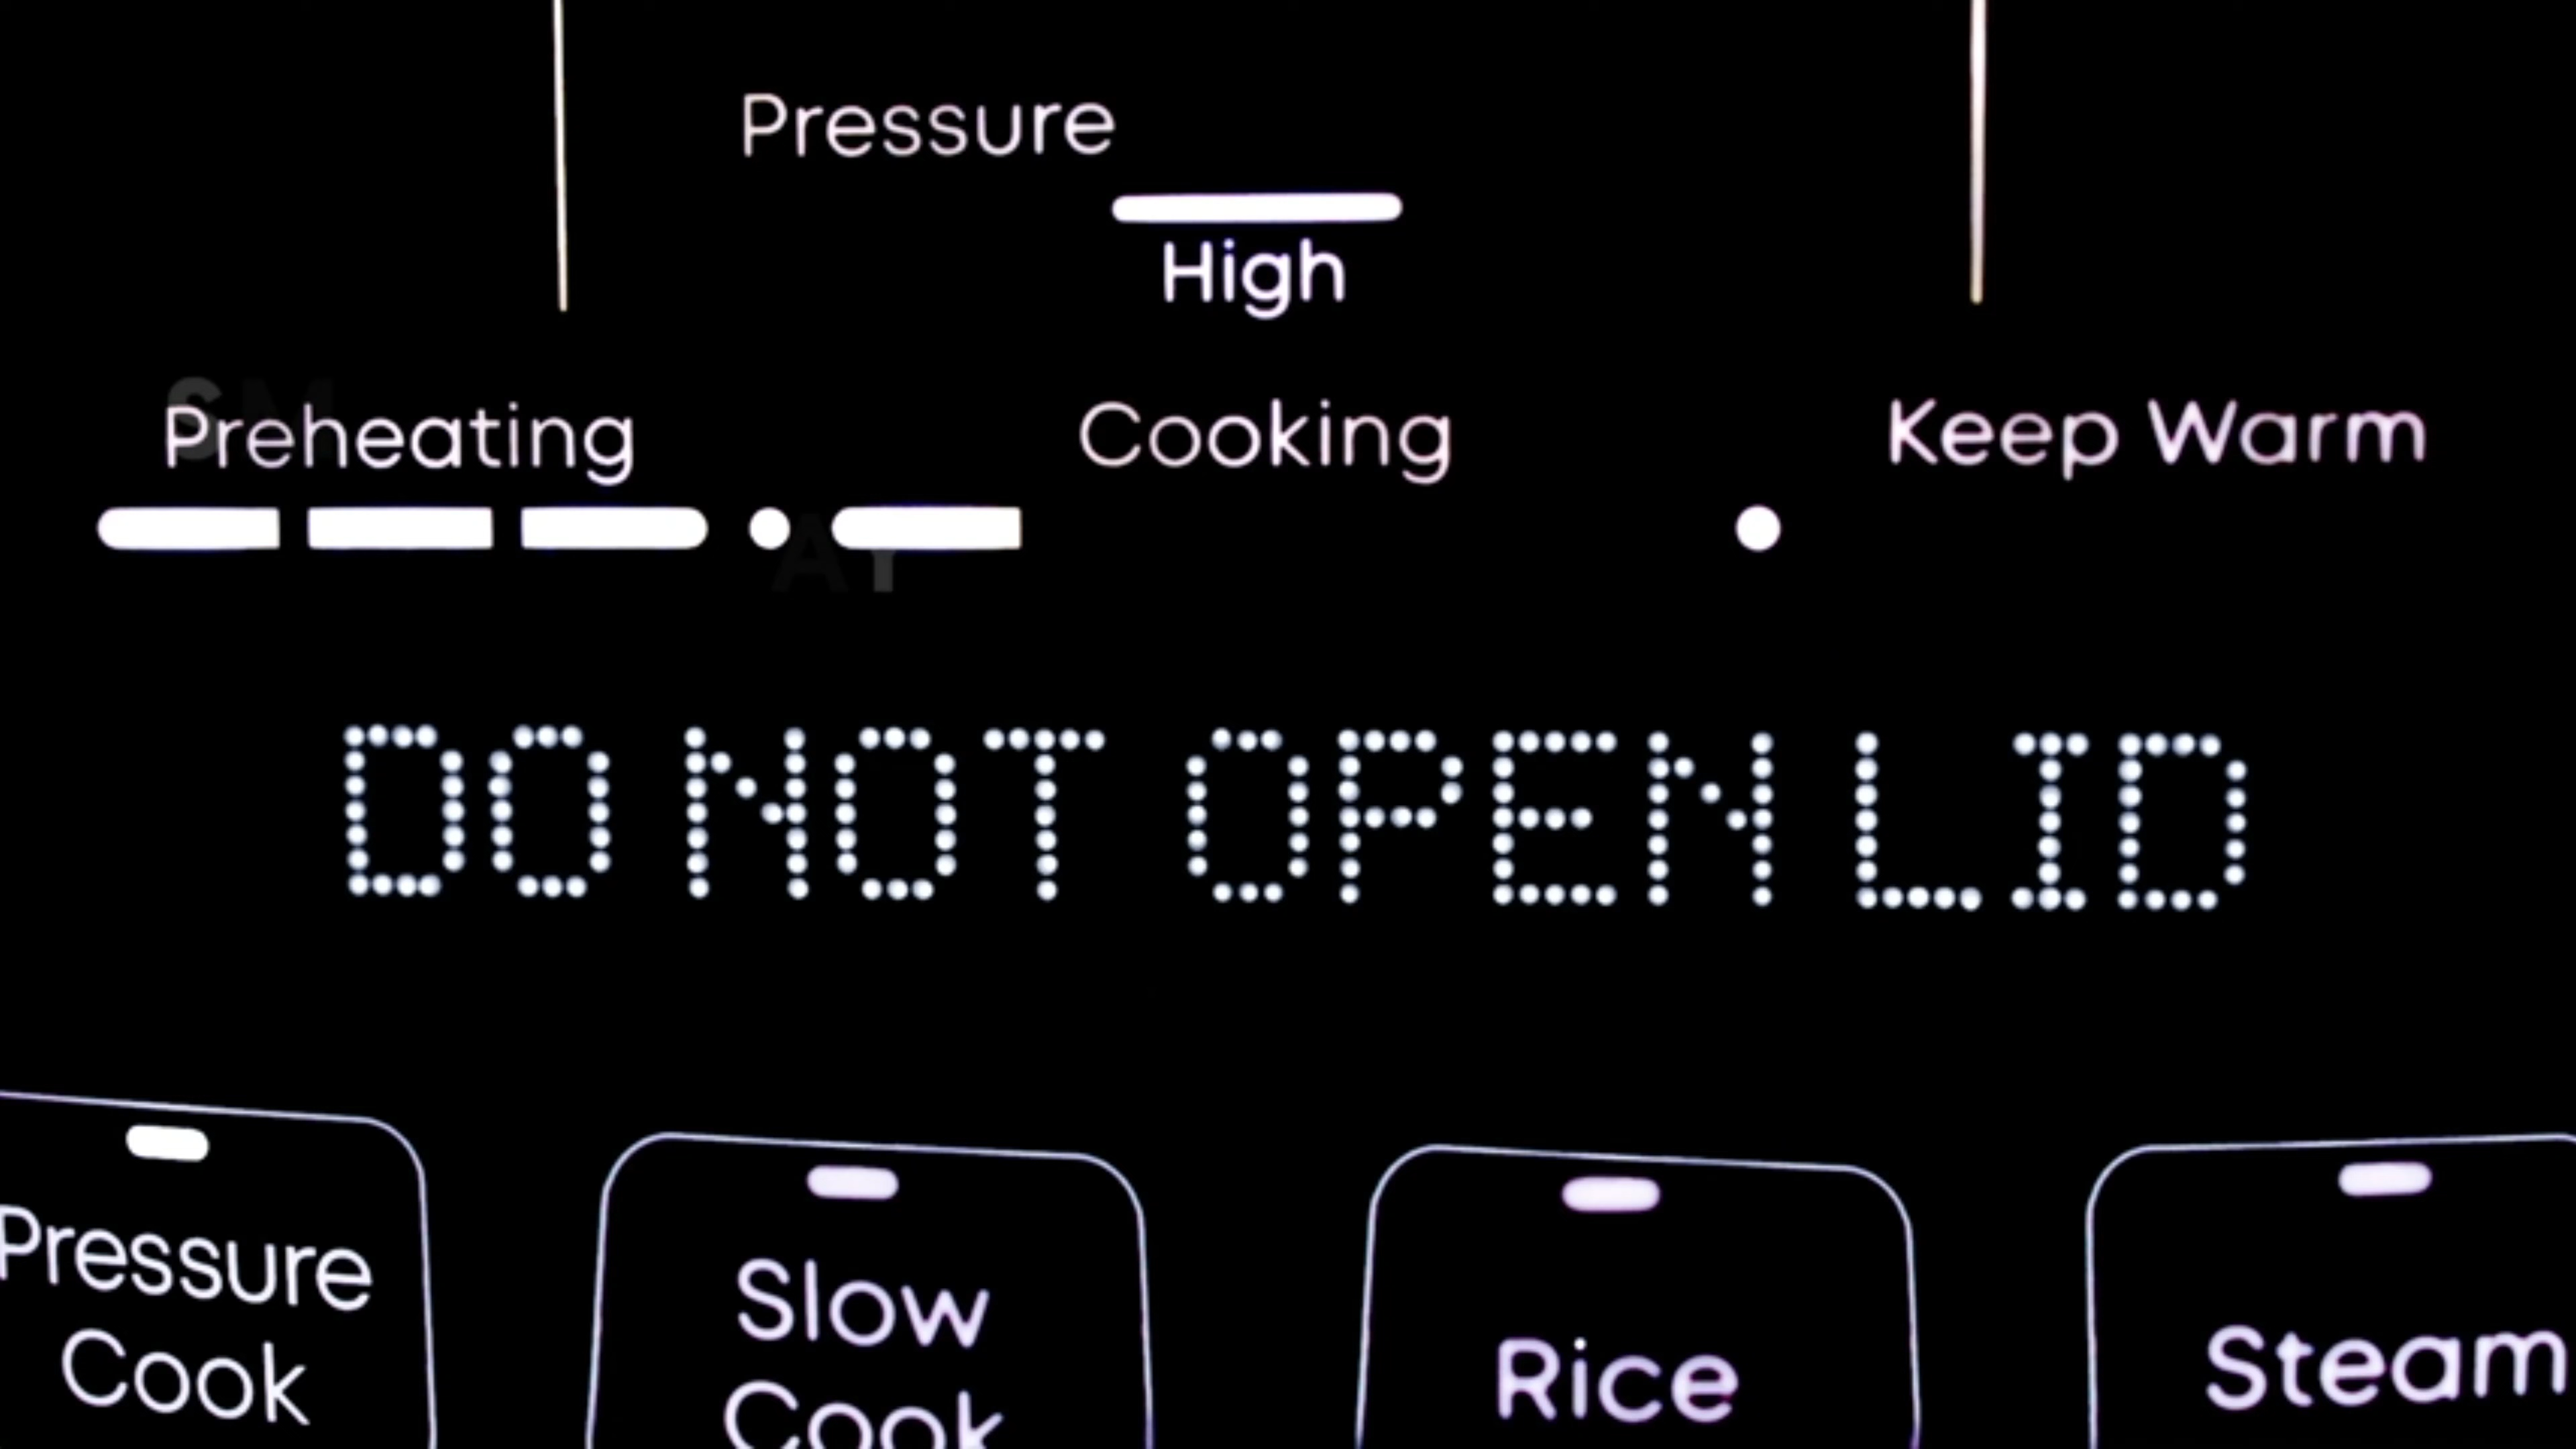 Pressure
High
Preheating
Cooking
Keep Warm
DO NOT OPEN LID
Pressure
Cook
Slow
Cook
Rice
Steam